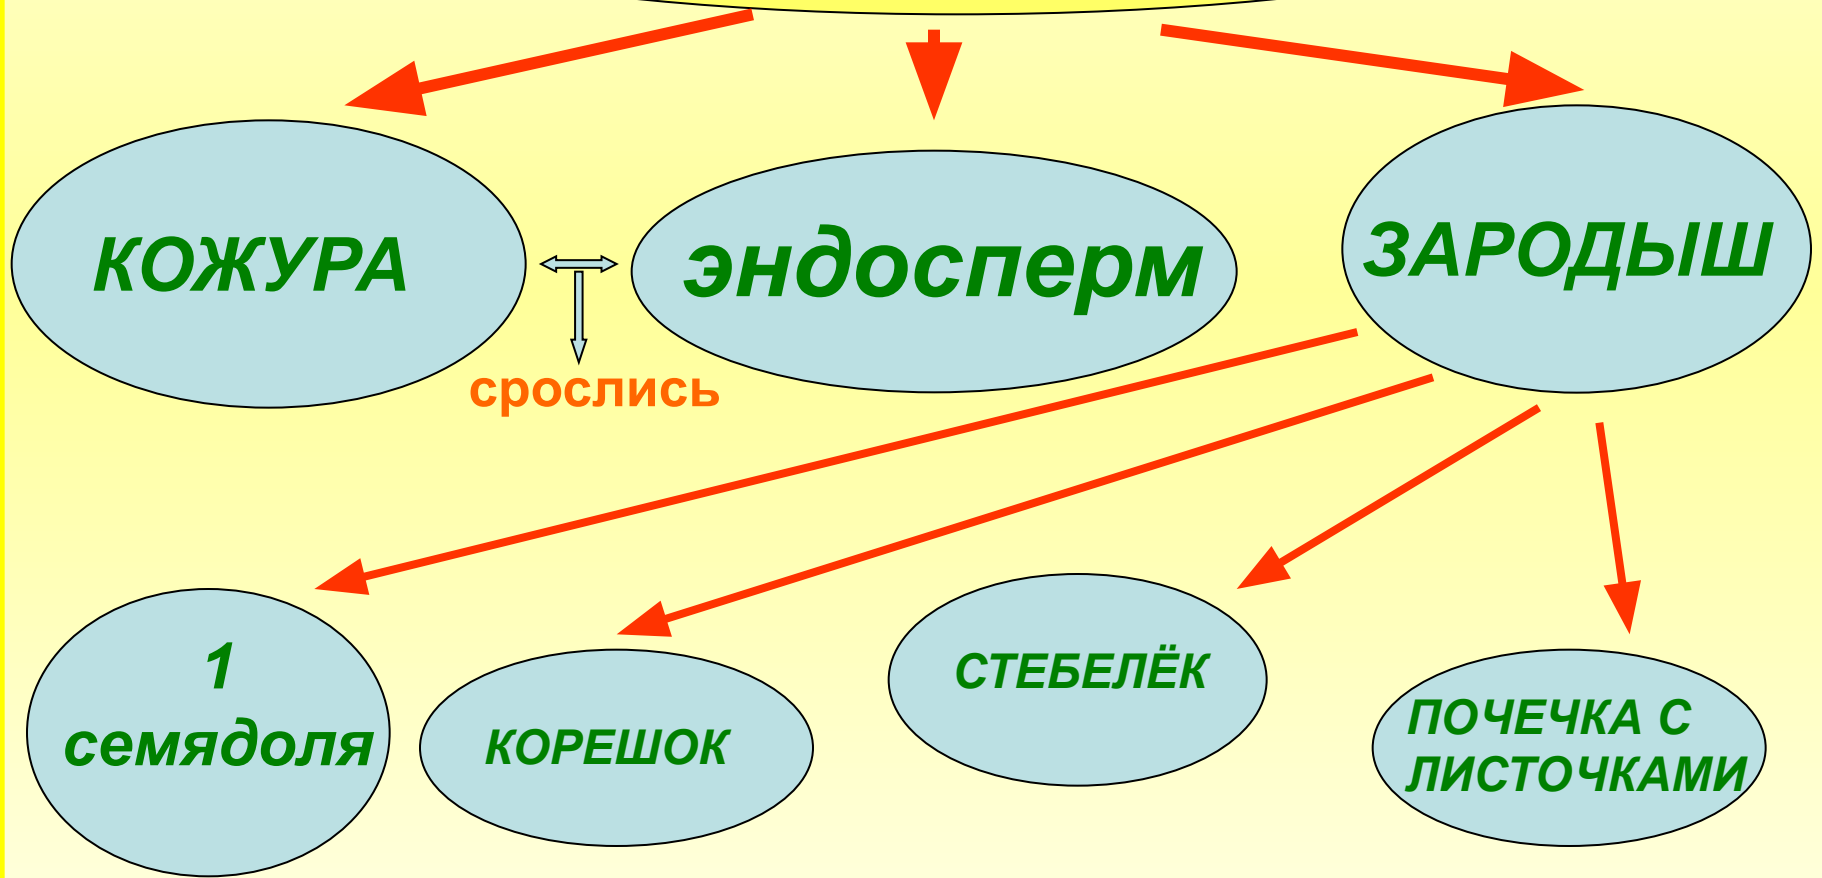 КОЖУРА
эндосперм
ЗАРОДЫШ
срослись
1
семядоля
КОРЕШОК
СТЕБЕЛЁК
ПОЧЕЧКА С
ЛИСТОЧКАМИ